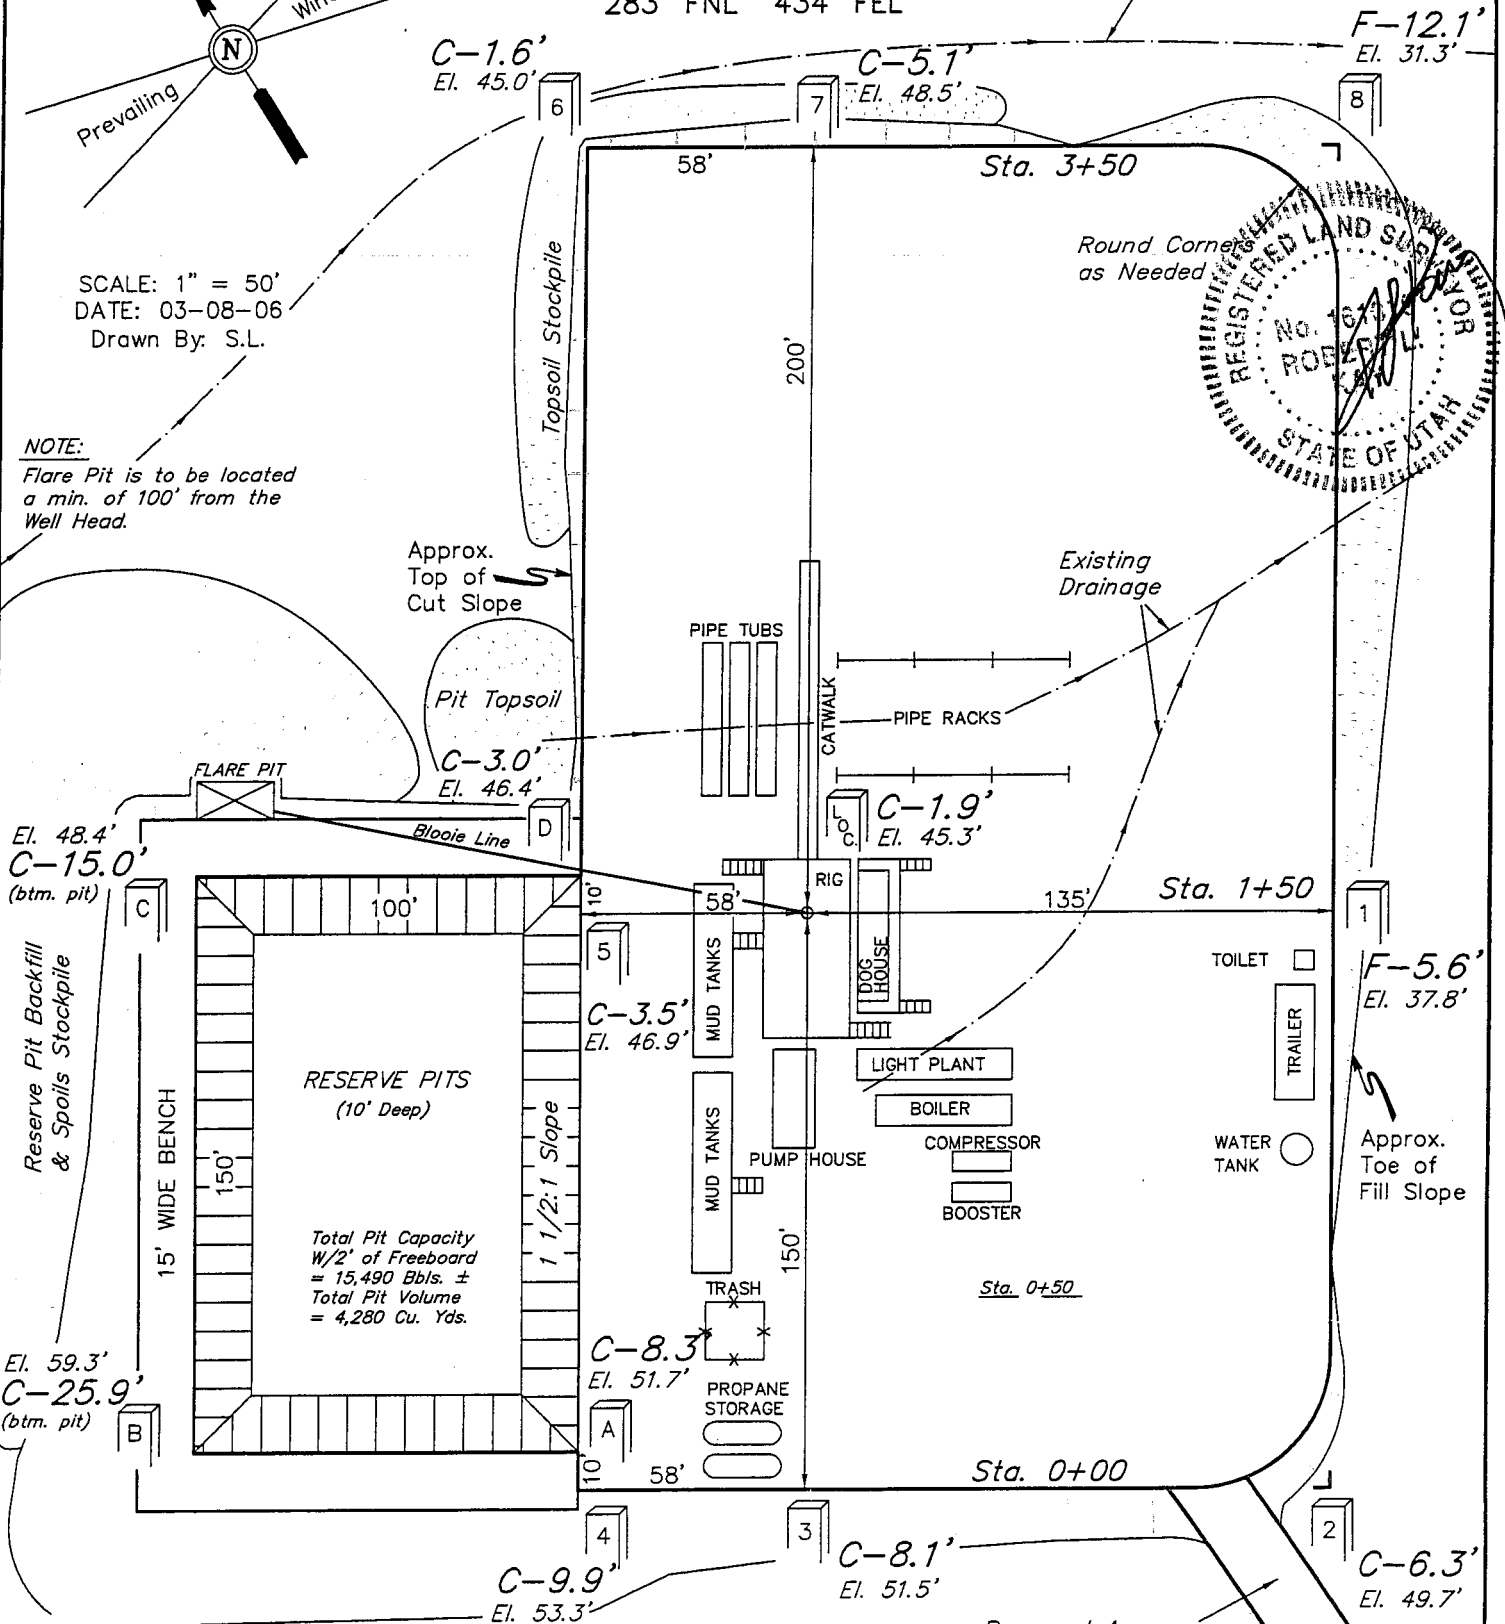 283' FNL 434' FEL
Prevailing
N
C-1.6'
El. 45.0'
6
C-5.1'
El. 48.5'
7
F-12.1'
El. 31.3'
8
58'
Sta. 3+50
SCALE: 1" = 50'
DATE: 03-08-06
Drawn By: S.L.
Topsoil Stockpile
200'
Round Corners
as Needed
REGISTERED LAND SURVEYOR
STATE OF UTAH
NOTE:
Flare Pit is to be located
a min. of 100' from the
Well Head.
Approx.
Top of
Cut Slope
Existing
Drainage
PIPE TUBS
CATWALK
PIPE RACKS
Pit Topsoil
C-3.0'
El. 46.4'
D
FLARE PIT
Blooie Line
LOC.
C-1.9'
El. 45.3'
El. 48.4'
C-15.0'
(btm. pit)
C
100'
10'
58'
RIG
135'
Sta. 1+50
1
F-5.6'
El. 37.8'
5
C-3.5'
El. 46.9'
MUD TANKS
DOG
HOUSE
TOILET
TRAILER
Reserve Pit Backfill
& Spoils Stockpile
15' WIDE BENCH
150'
RESERVE PITS
(10' Deep)
1 1/2:1 Slope
MUD TANKS
LIGHT PLANT
BOILER
COMPRESSOR
PUMP HOUSE
BOOSTER
WATER
TANK
Approx.
Toe of
Fill Slope
Total Pit Capacity
W/2' of Freeboard
= 15,490 Bbls. ±
Total Pit Volume
= 4,280 Cu. Yds.
150'
Sta. 0+50
TRASH
C-8.3'
El. 51.7'
PROPANE
STORAGE
A
El. 59.3'
C-25.9'
(btm. pit)
B
10'
58'
Sta. 0+00
4
C-9.9'
El. 53.3'
3
C-8.1'
El. 51.5'
2
C-6.3'
El. 49.7'